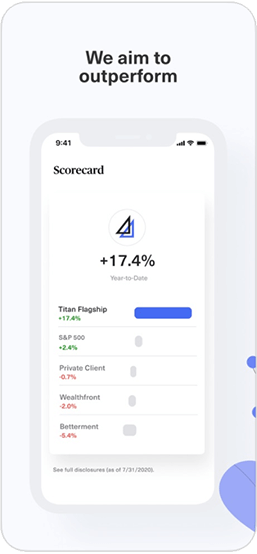 We aim to
outperform
9:41
Scorecard
+17.4%
Year-to-Date
Titan Flagship
+17.4%
S&P 500
+2.4%
Private Client
-0.7%
Wealthfront
-2.0%
Betterment
-5.4%
See full disclosures (as of 7/31/2020).